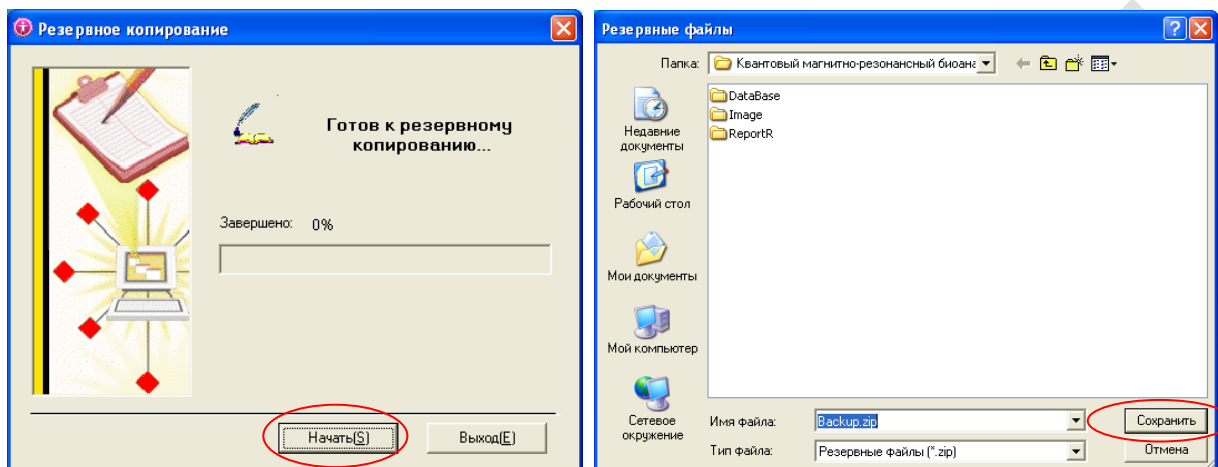 Резервное копирование
Готов к резервному
копированию...
Завершено: 0%
Начать(S)
Выход(E)
Резервные файлы
Папка: Квантовый магнитно-резонансный биоана
DataBase
Image
ReportR
Недавние
документы
Рабочий стол
Мои документы
Мой компьютер
Сетевое
окружение
Имя файла: Backup.zip
Сохранить
Тип файла: Резервные файлы (*.zip)
Отмена